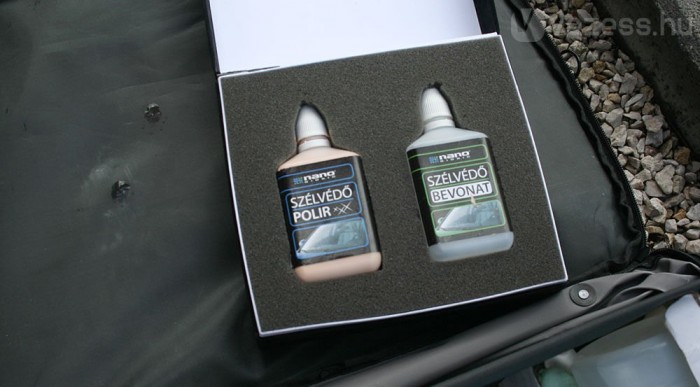 nano
SZÉLVÉDŐ
POLIR
nano
SZÉLVÉDŐ
BEVONAT